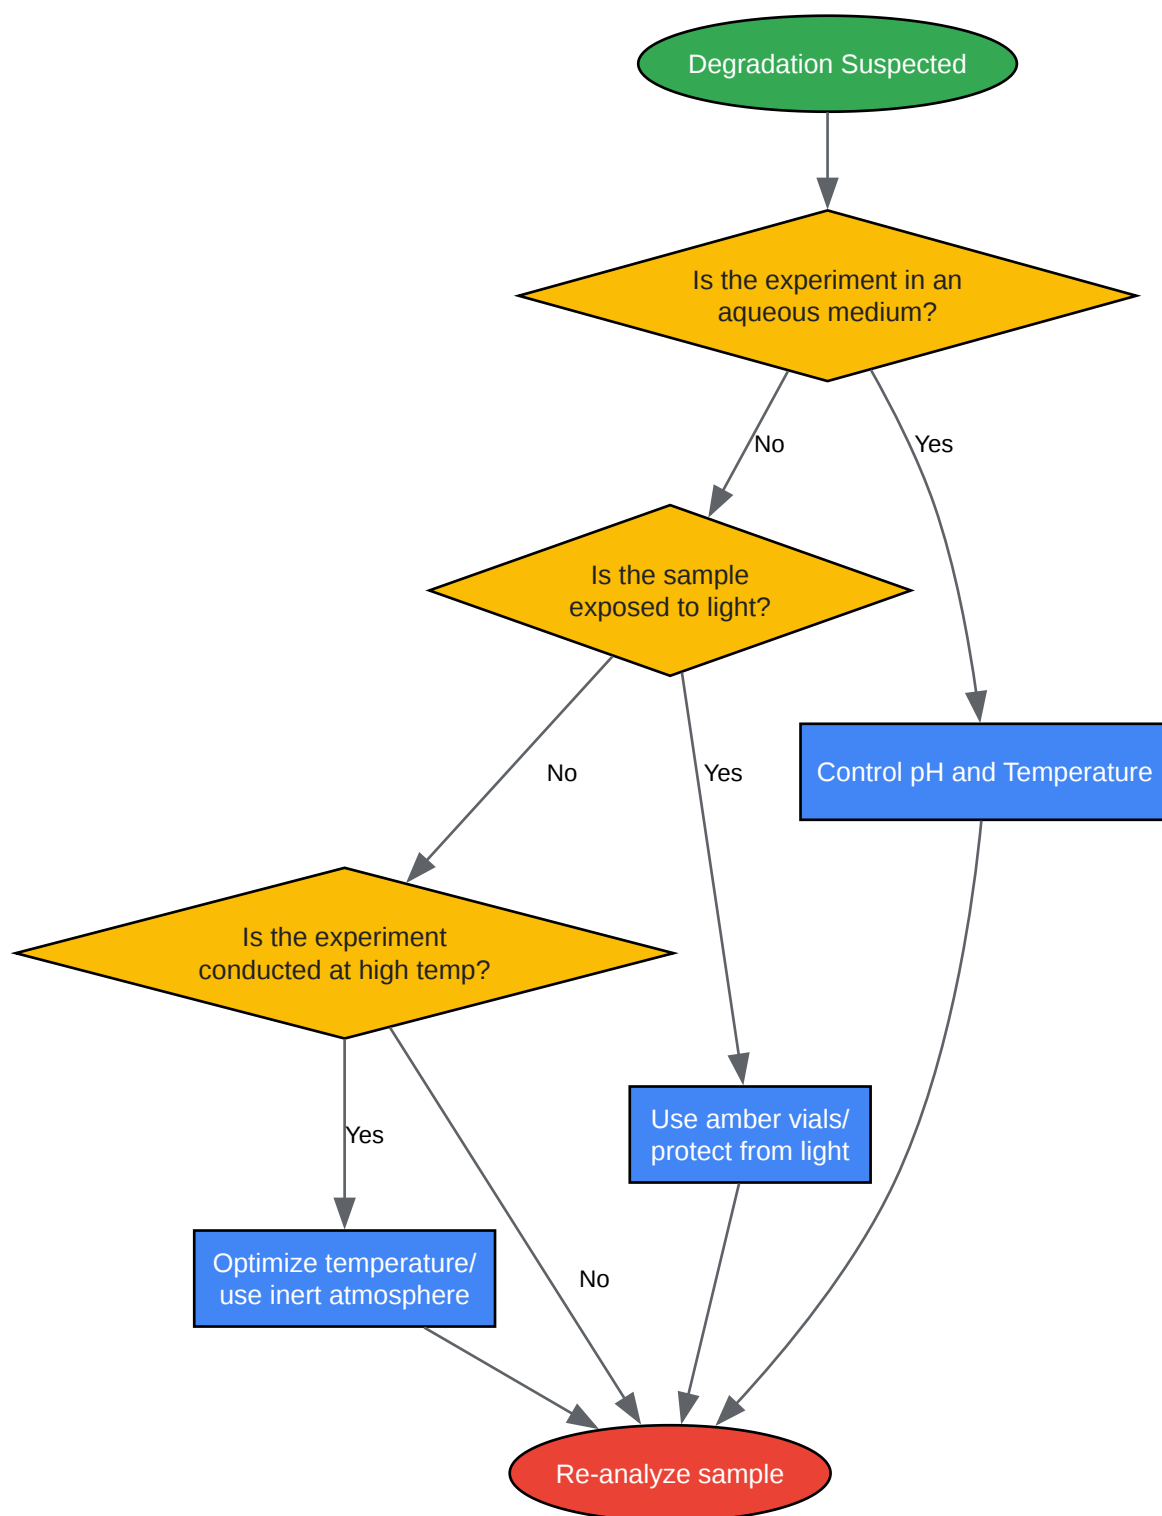 Degradation Suspected
Is the experiment in an
aqueous medium?
No
Yes
Is the sample
exposed to light?
No
Yes
Control pH and Temperature
Is the experiment
conducted at high temp?
Yes
Use amber vials/
protect from light
Optimize temperature/
use inert atmosphere
No
Re-analyze sample